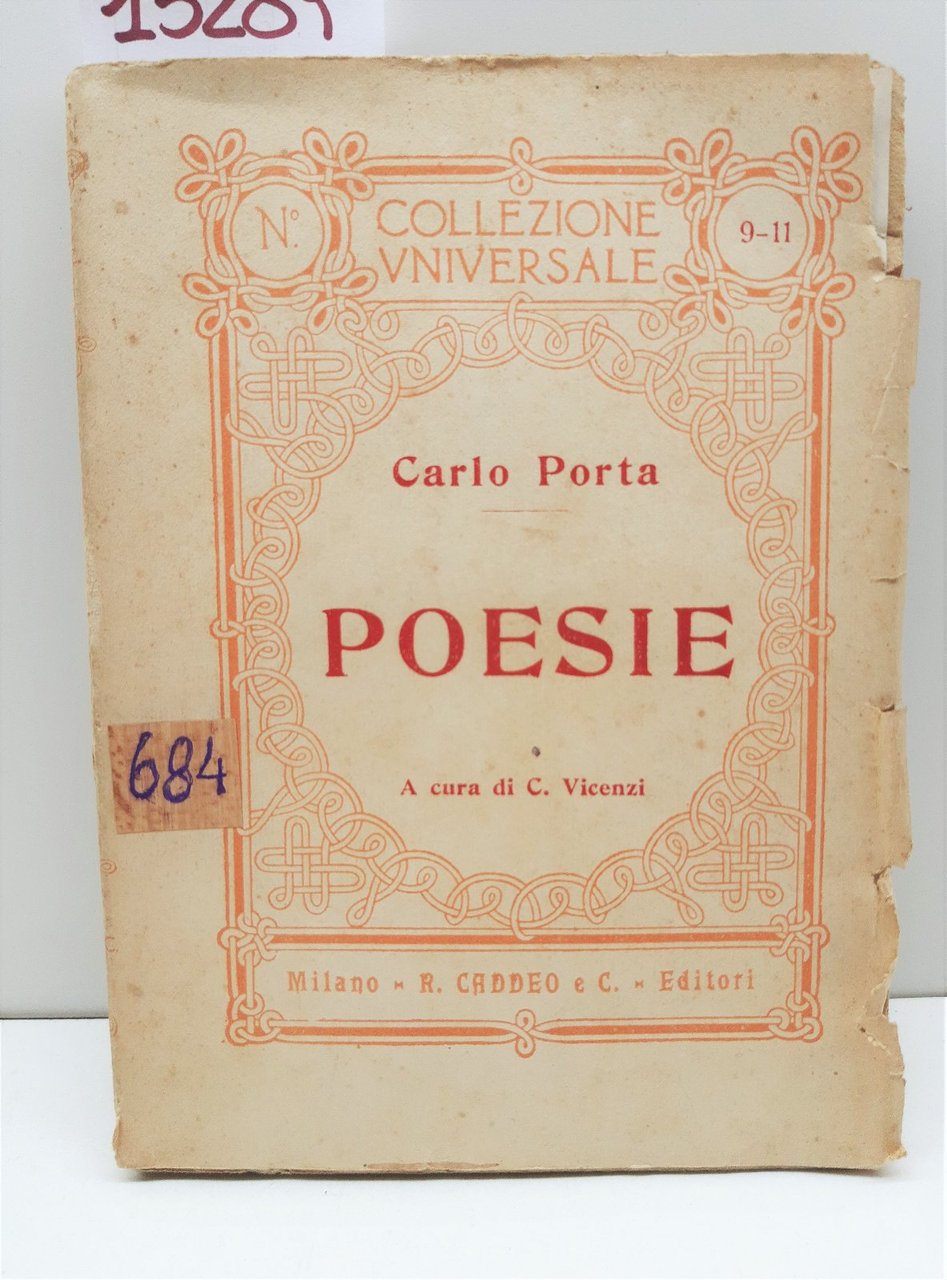 N.º
COLLEZIONE
VNIVERSALE
9-11
Carlo Porta
POESIE
A cura di C. Vicenzi
684
Milano - R. CADDEO e C. - Editori